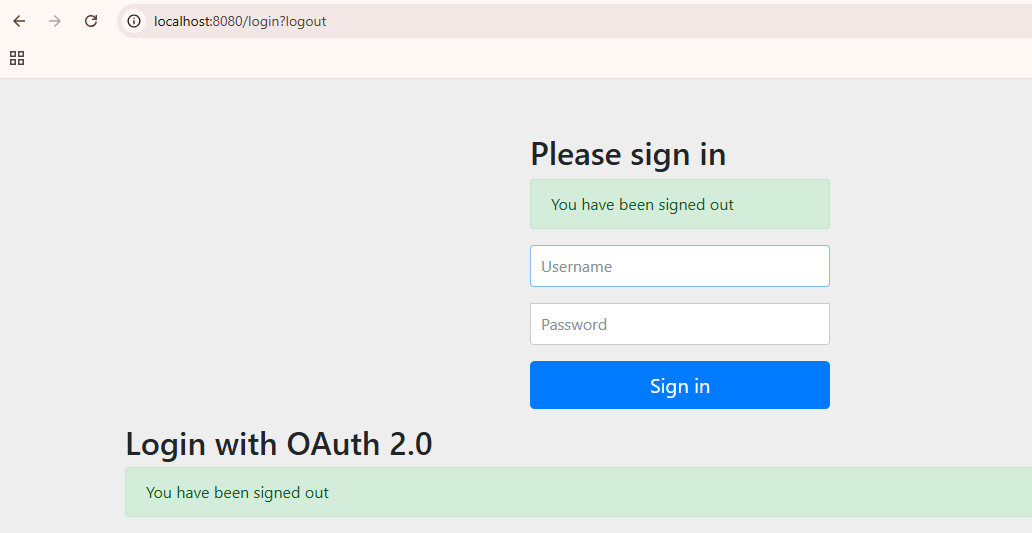 localhost:8080/login?logout
Please sign in
You have been signed out
Username
Password
Sign in
Login with OAuth 2.0
You have been signed out